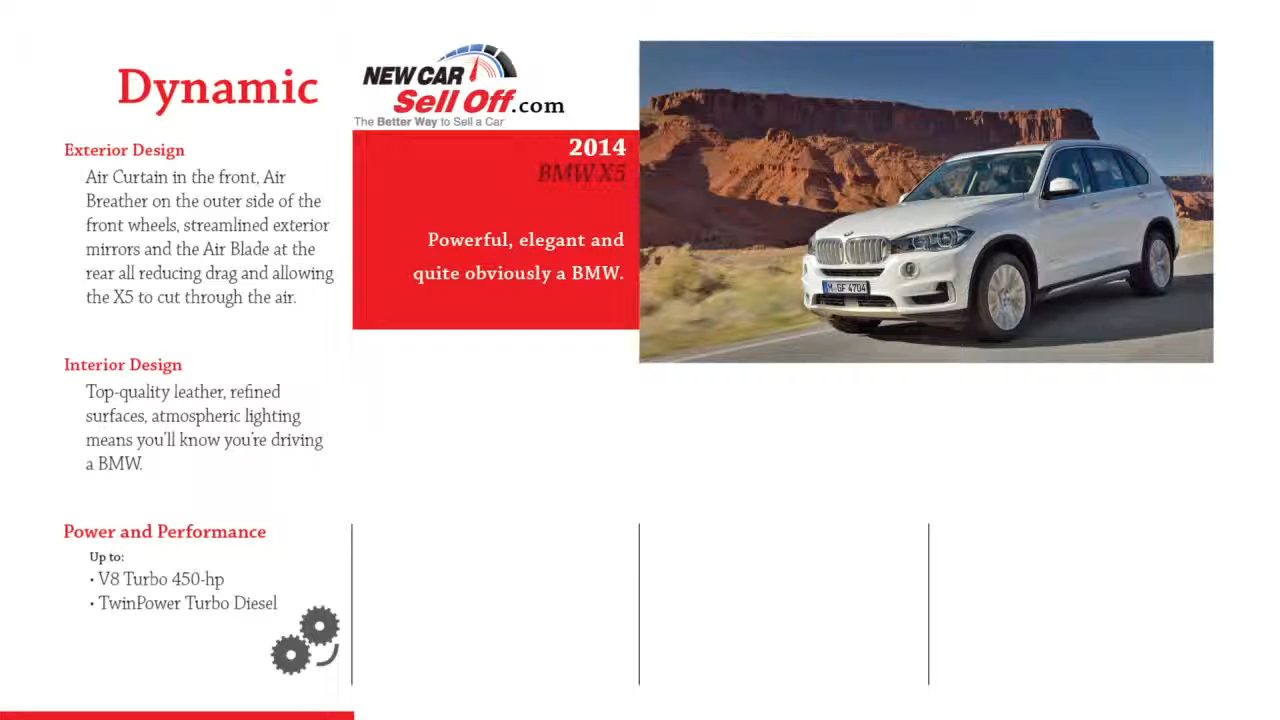 Dynamic
Exterior Design
Air Curtain in the front, Air
Breather on the outer side of the
front wheels, streamlined exterior
mirrors and the Air Blade at the
rear all reducing drag and allowing
the X5 to cut through the air.
Interior Design
Top-quality leather, refined
surfaces, atmospheric lighting
means you'll know you're driving
a BMW.
Power and Performance
Up to:
• V8 Turbo 450-hp
• TwinPower Turbo Diesel
NEW CAR
Sell Off.com
The Better Way to Sell a Car
2014
BMW X5
Powerful, elegant and
quite obviously a BMW.
M GF 4704